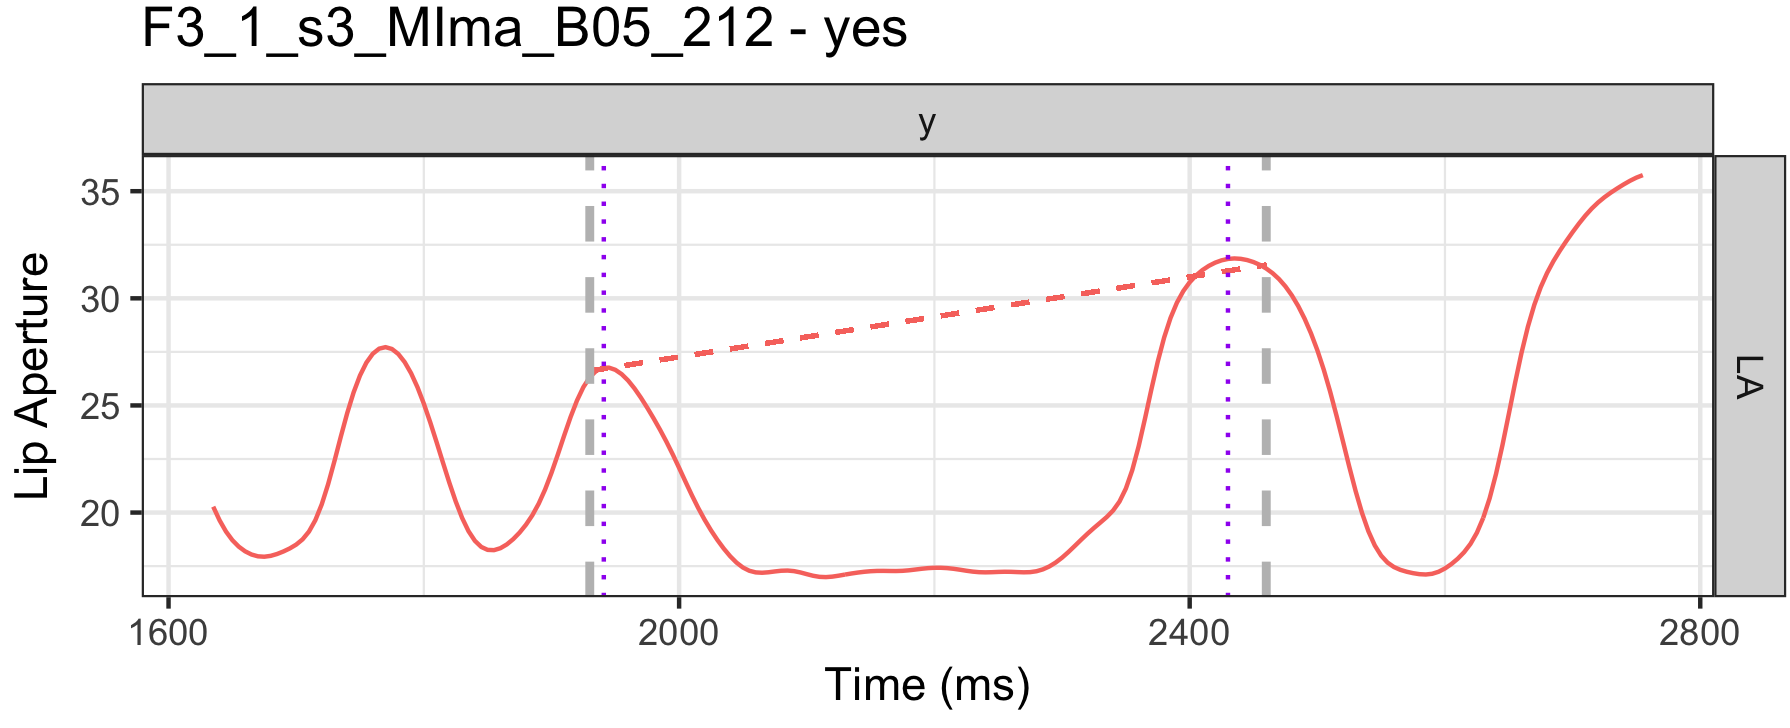 F3_1_s3_MIma_B05_212 - yes
y
35
30
25
20
Lip Aperture
LA
1600 2000 2400 2800
Time (ms)